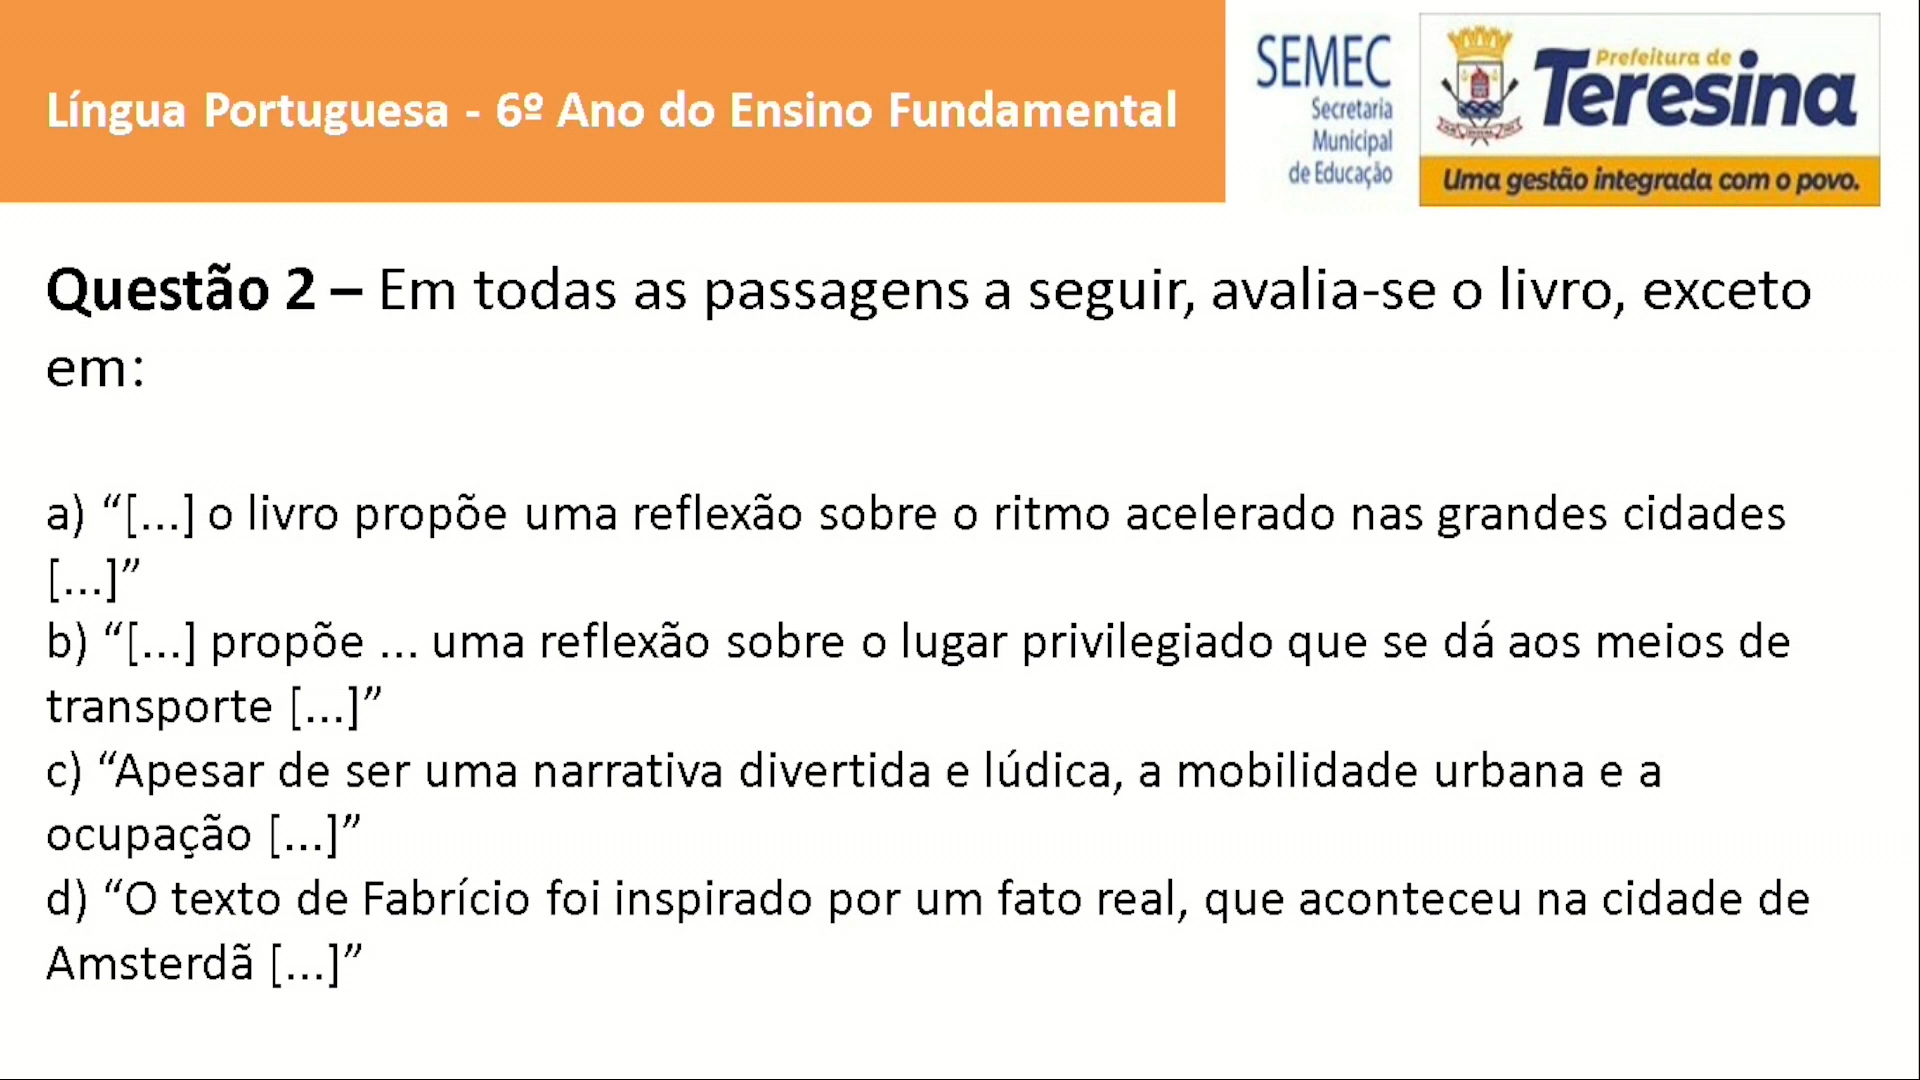 Língua Portuguesa - 6º Ano do Ensino Fundamental
SEMEC
Secretaria
Municipal
de Educação
Prefeitura de
Teresina
Uma gestão integrada com o povo.
Questão 2 – Em todas as passagens a seguir, avalia-se o livro, exceto
em:
a) “[...] o livro propõe uma reflexão sobre o ritmo acelerado nas grandes cidades
[...]”
b) “[...] propõe ... uma reflexão sobre o lugar privilegiado que se dá aos meios de
transporte [...]”
c) “Apesar de ser uma narrativa divertida e lúdica, a mobilidade urbana e a
ocupação [...]”
d) “O texto de Fabrício foi inspirado por um fato real, que aconteceu na cidade de
Amsterdã [...]”